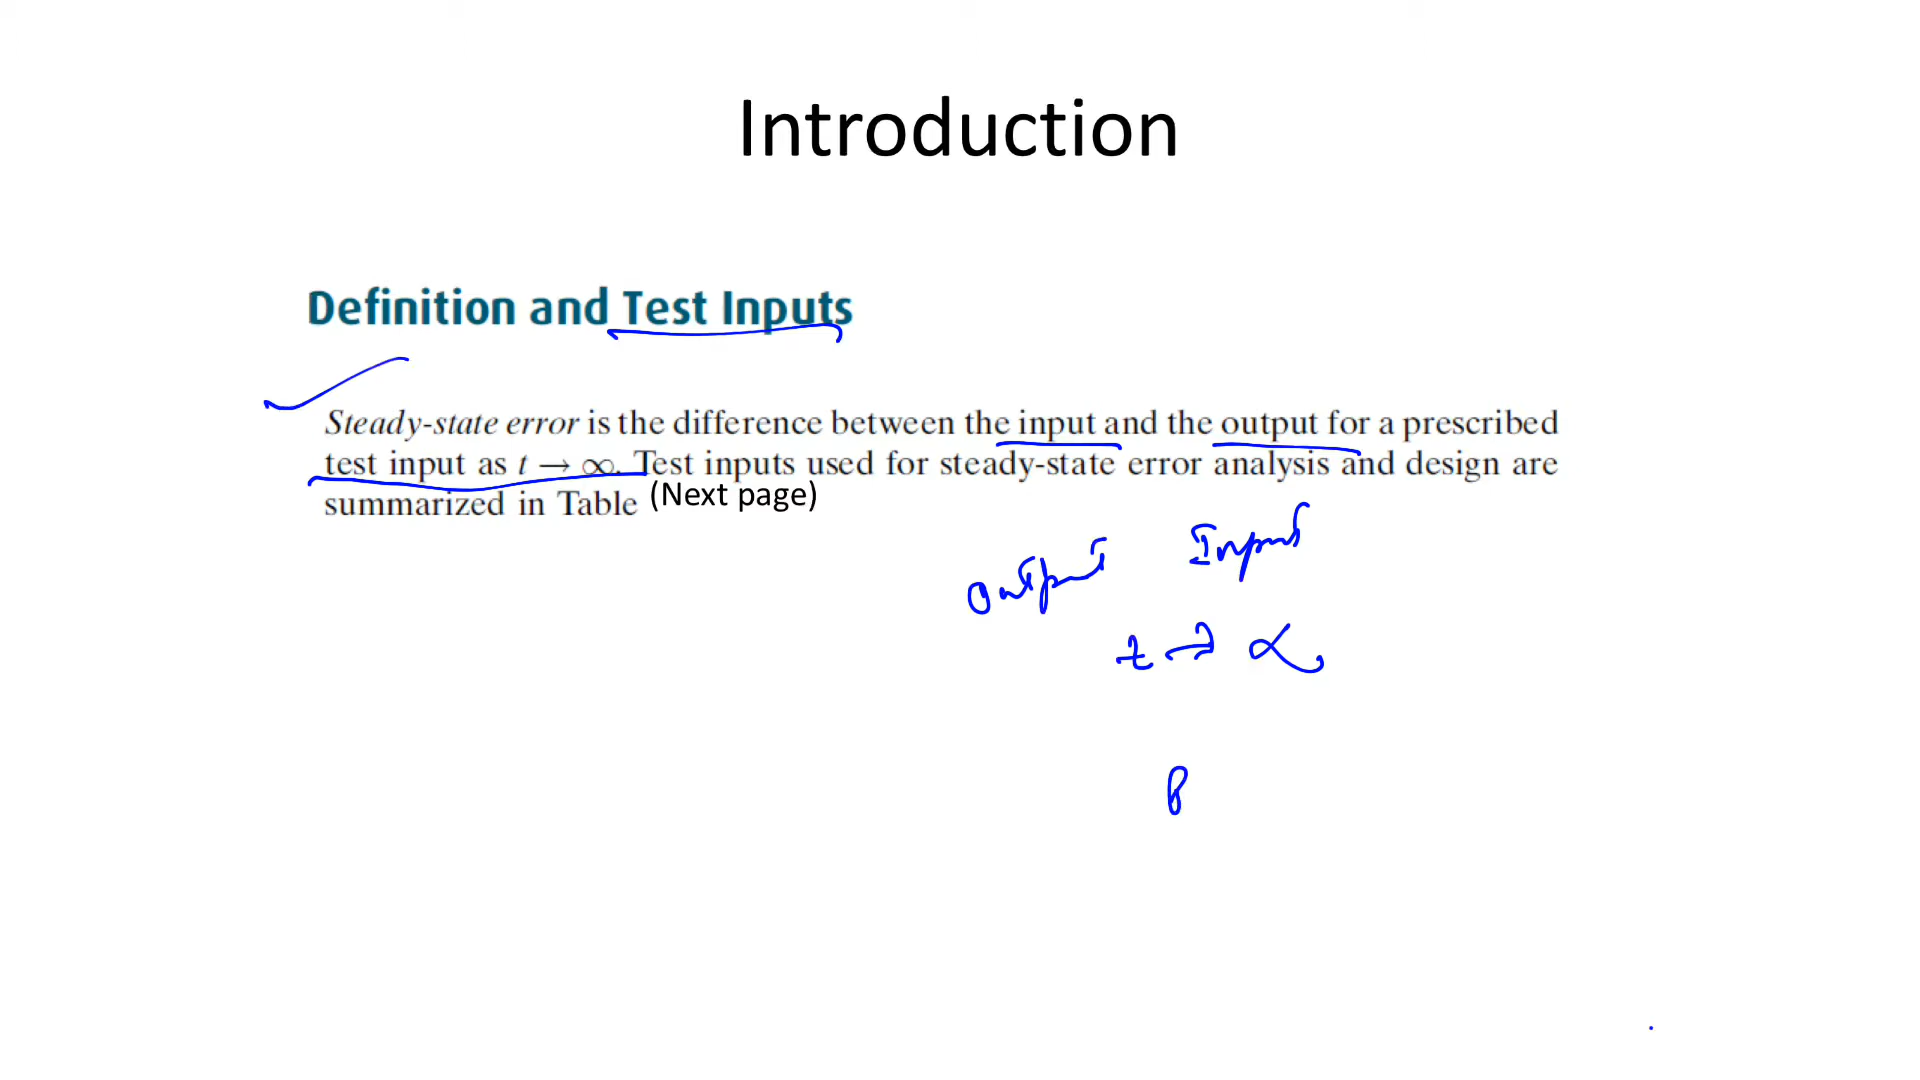 Introduction
Definition and Test Inputs
Steady-state error is the difference between the input and the output for a prescribed
test input as t → ∞. Test inputs used for steady-state error analysis and design are
summarized in Table (Next page)
Output Input
t → ∝